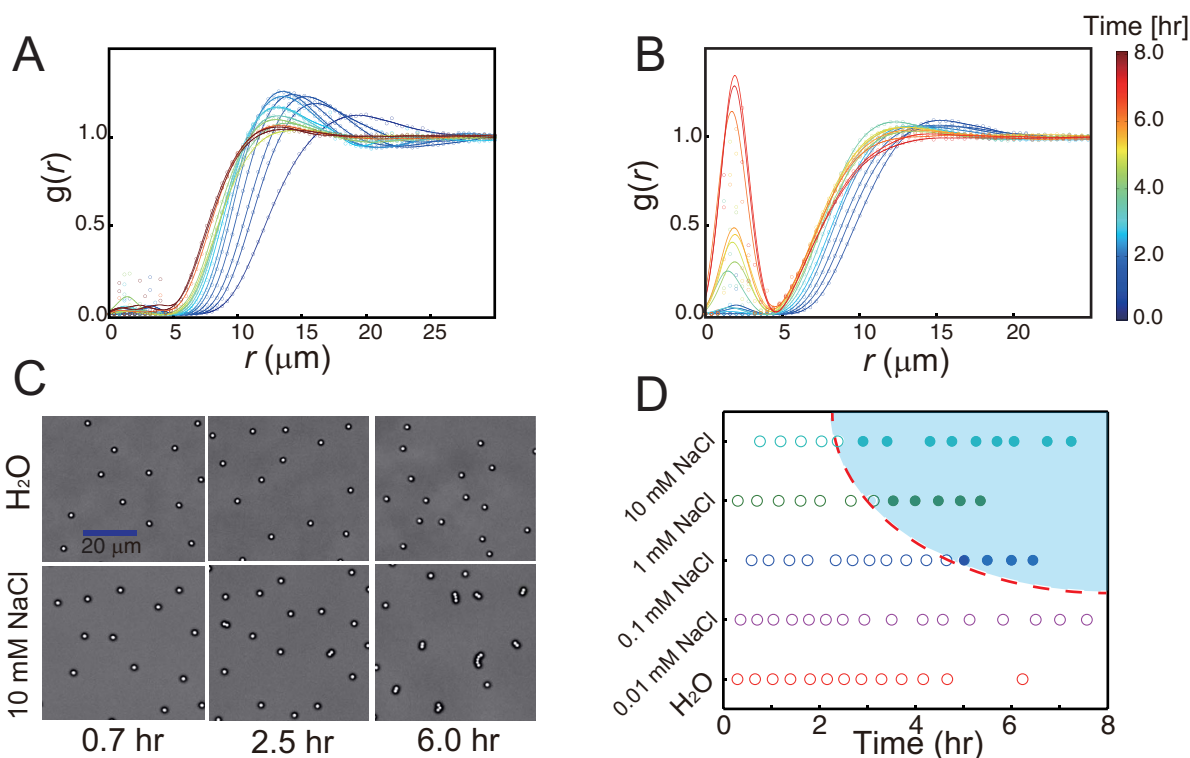 A
B
Time [hr]
8.0
6.0
4.0
2.0
0.0
g(r)
1.0
0.5
0.0
0 5 10 15 20 25
r (μm)
g(r)
1.0
0.5
0.0
0 5 10 15 20
r (μm)
C
H₂O
20 μm
10 mM NaCl
0.7 hr 2.5 hr 6.0 hr
D
10 mM NaCl
1 mM NaCl
0.1 mM NaCl
0.01 mM NaCl
H₂O
0 2 4 6 8
Time (hr)